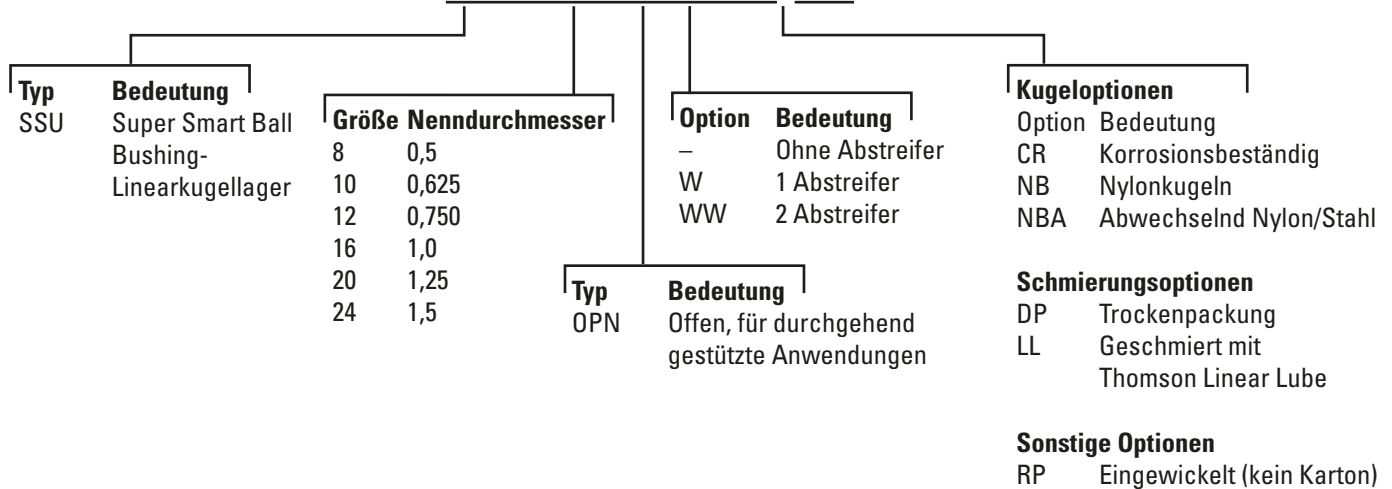 Typ Bedeutung
SSU Super Smart Ball
Bushing-
Linearkugellager
Größe Nenndurchmesser
8 0,5
10 0,625
12 0,750
16 1,0
20 1,25
24 1,5
Typ Bedeutung
OPN Offen, für durchgehend
gestützte Anwendungen
Option Bedeutung
– Ohne Abstreifer
W 1 Abstreifer
WW 2 Abstreifer
Kugeloptionen
Option Bedeutung
CR Korrosionsbeständig
NB Nylonkugeln
NBA Abwechselnd Nylon/Stahl
Schmierungsoptionen
DP Trockenpackung
LL Geschmiert mit
Thomson Linear Lube
Sonstige Optionen
RP Eingewickelt (kein Karton)